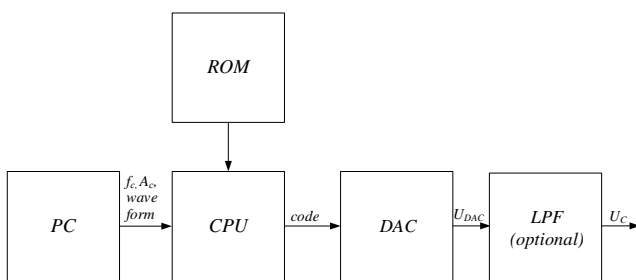 ROM
f_c, A_c,
wave
form
PC
CPU
code
DAC
U_DAC
LPF
(optional)
U_C